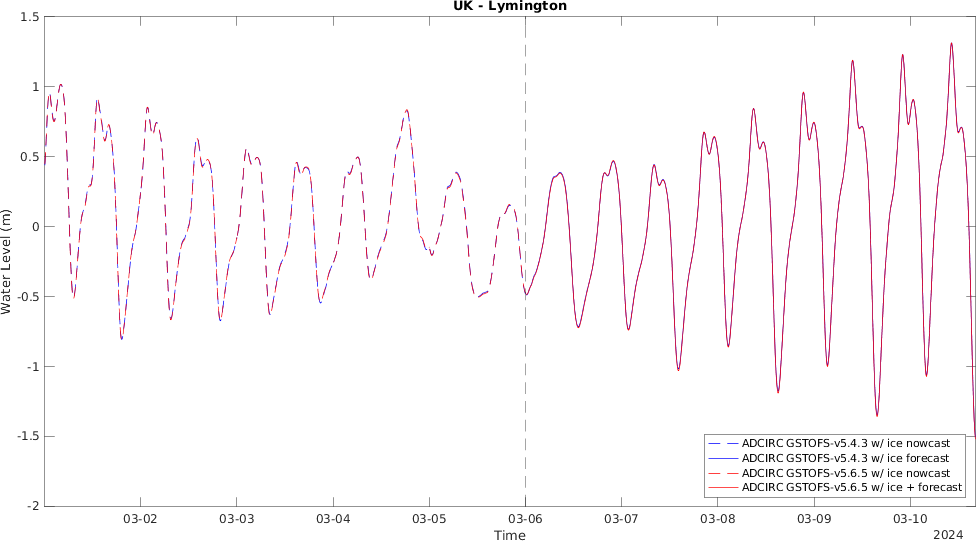 UK - Lymington
1.5
1
0.5
0
-0.5
-1
-1.5
-2
Water Level (m)
03-02
03-03
03-04
03-05
03-06
03-07
03-08
03-09
03-10
Time
2024
ADCIRC GSTOFS-v5.4.3 w/ ice nowcast
ADCIRC GSTOFS-v5.4.3 w/ ice forecast
ADCIRC GSTOFS-v5.6.5 w/ ice nowcast
ADCIRC GSTOFS-v5.6.5 w/ ice + forecast